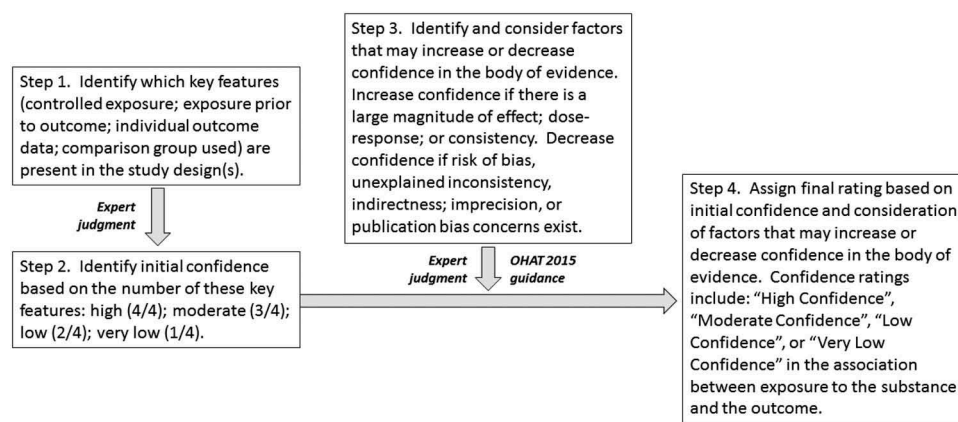 Step 1. Identify which key features
(controlled exposure; exposure prior
to outcome; individual outcome
data; comparison group used) are
present in the study design(s).
Expert
judgment
Step 2. Identify initial confidence
based on the number of these key
features: high (4/4); moderate (3/4);
low (2/4); very low (1/4).
Step 3. Identify and consider factors
that may increase or decrease
confidence in the body of evidence.
Increase confidence if there is a
large magnitude of effect; dose-
response; or consistency. Decrease
confidence if risk of bias,
unexplained inconsistency,
indirectness; imprecision, or
publication bias concerns exist.
Expert
judgment
OHAT 2015
guidance
Step 4. Assign final rating based on
initial confidence and consideration
of factors that may increase or
decrease confidence in the body of
evidence. Confidence ratings
include: “High Confidence”,
“Moderate Confidence”, “Low
Confidence”, or “Very Low
Confidence” in the association
between exposure to the substance
and the outcome.